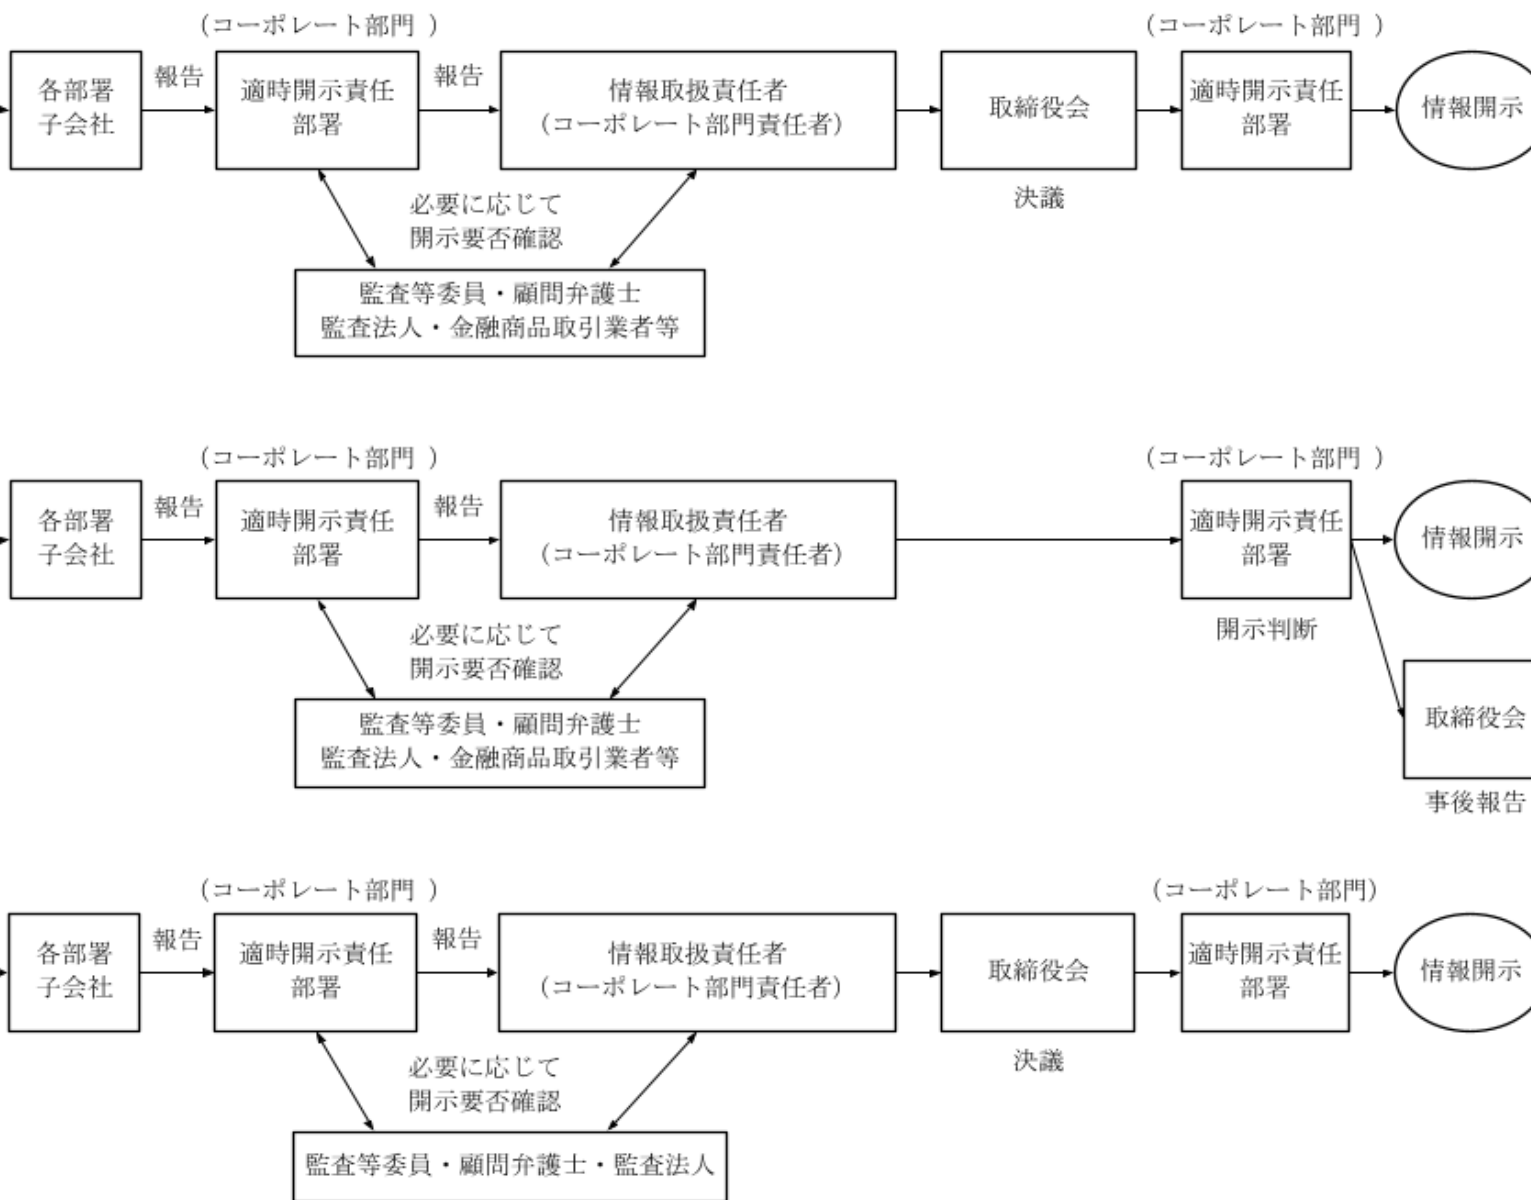 （コーポレート部門 ）
（コーポレート部門 ）
各部署
子会社
報告
適時開示責任
部署
報告
情報取扱責任者
（コーポレート部門責任者）
取締役会
適時開示責任
部署
情報開示
決議
必要に応じて
開示要否確認
監査等委員・顧問弁護士
監査法人・金融商品取引業者等
（コーポレート部門 ）
（コーポレート部門 ）
各部署
子会社
報告
適時開示責任
部署
報告
情報取扱責任者
（コーポレート部門責任者）
適時開示責任
部署
情報開示
開示判断
必要に応じて
開示要否確認
取締役会
事後報告
監査等委員・顧問弁護士
監査法人・金融商品取引業者等
（コーポレート部門 ）
（コーポレート部門）
各部署
子会社
報告
適時開示責任
部署
報告
情報取扱責任者
（コーポレート部門責任者）
取締役会
適時開示責任
部署
情報開示
決議
必要に応じて
開示要否確認
監査等委員・顧問弁護士・監査法人